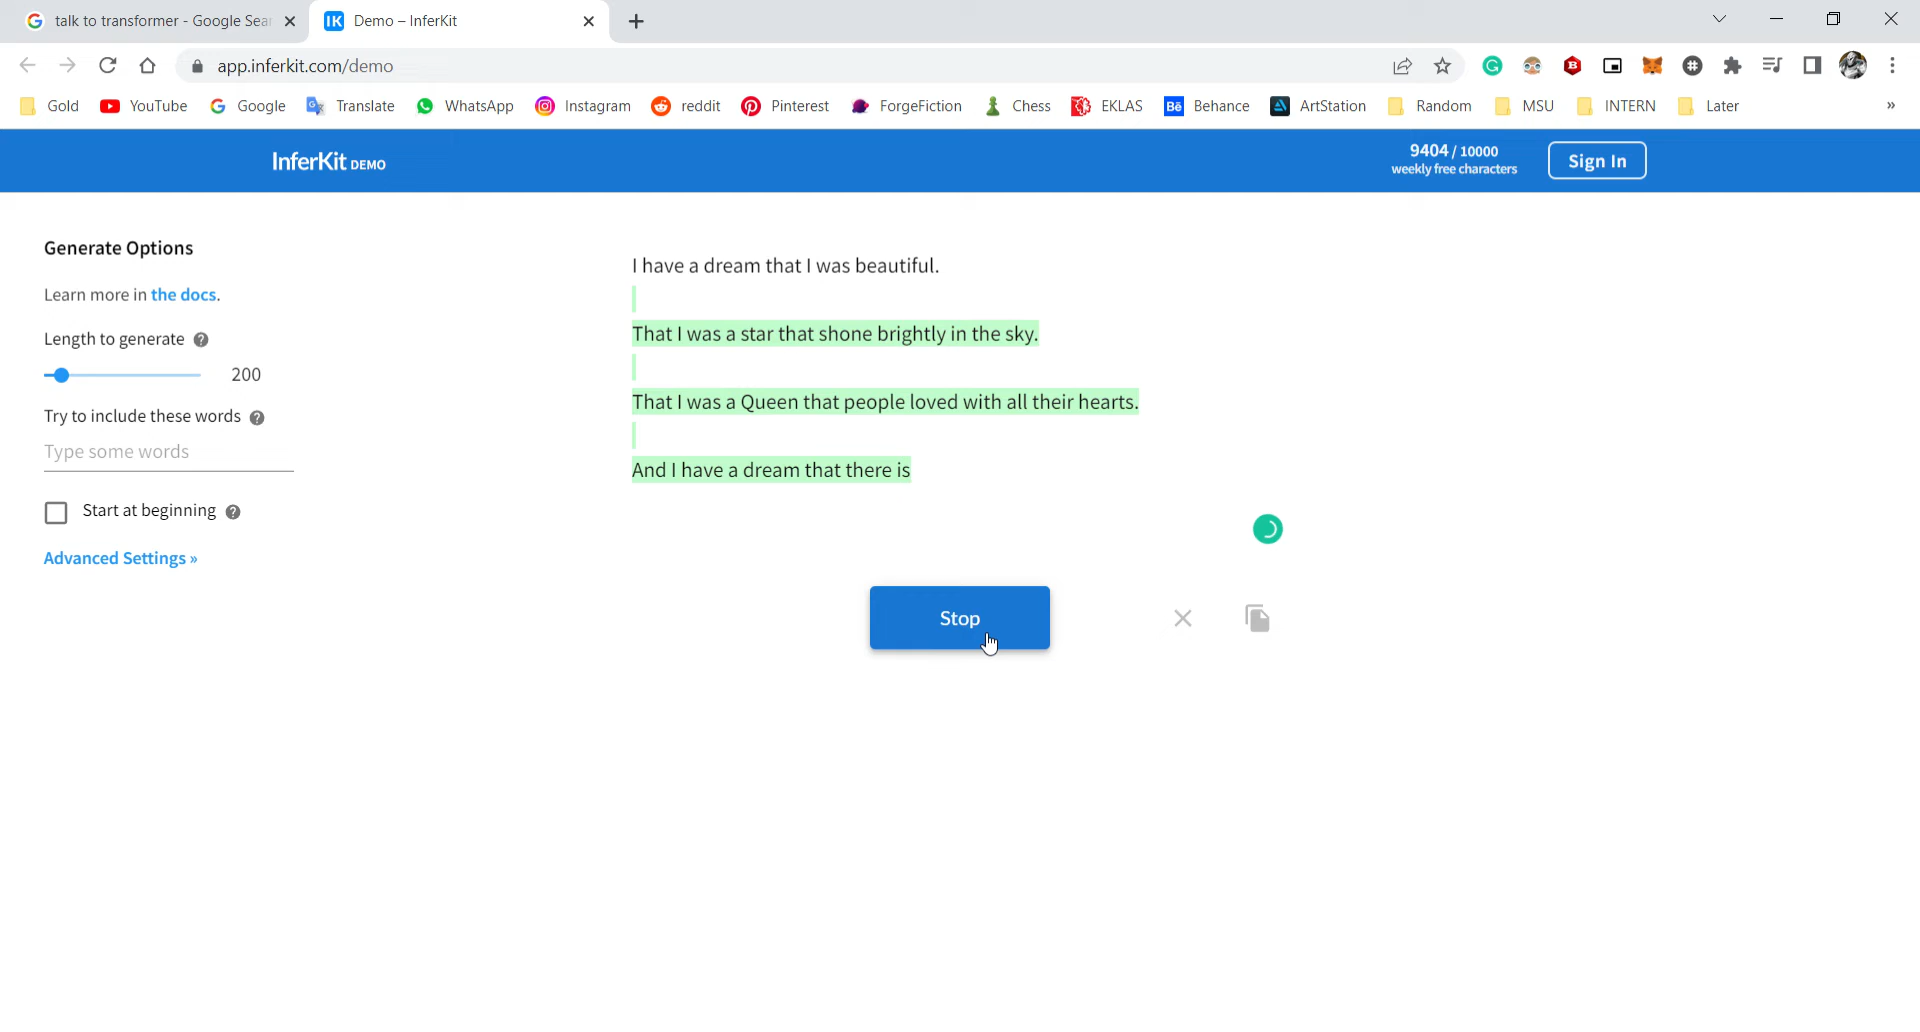 talk to transformer - Google Sea
Demo – InferKit
app.inferkit.com/demo
Gold YouTube Google Translate WhatsApp Instagram reddit Pinterest ForgeFiction Chess EKLAS Behance ArtStation Random MSU INTERN Later »
InferKit DEMO
9404 / 10000
weekly free characters
Sign In
Generate Options
Learn more in the docs.
Length to generate ?
200
Try to include these words ?
Type some words
Start at beginning ?
Advanced Settings »
I have a dream that I was beautiful.
That I was a star that shone brightly in the sky.
That I was a Queen that people loved with all their hearts.
And I have a dream that there is
Stop